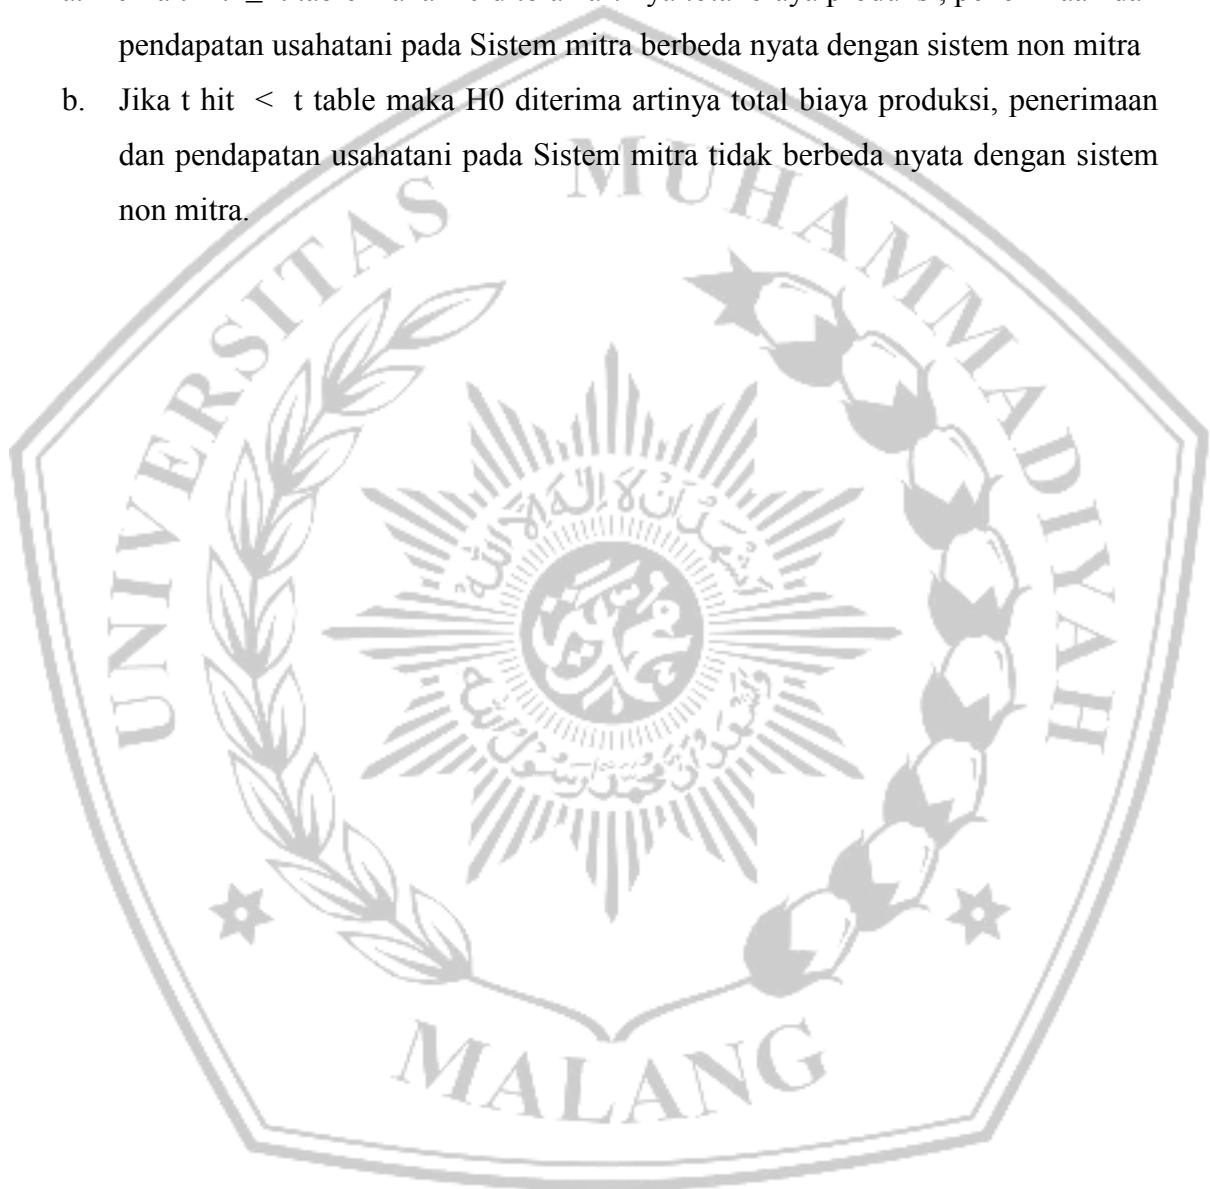 pendapatan usahatani pada Sistem mitra berbeda nyata dengan sistem non mitra
b. Jika t hit < t table maka H0 diterima artinya total biaya produksi, penerimaan
dan pendapatan usahatani pada Sistem mitra tidak berbeda nyata dengan sistem
non mitra.
UNIVERSITAS MUHAMMADIYAH
MALANG